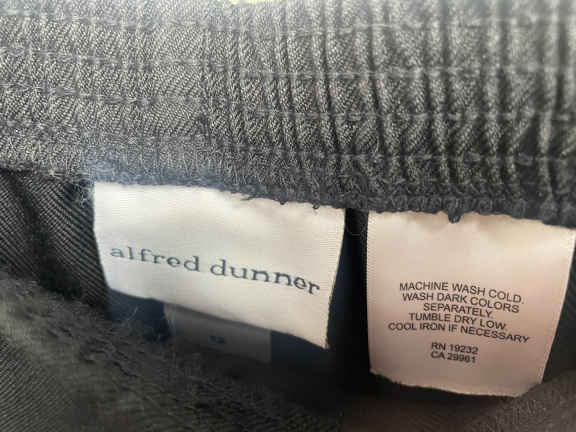 alfred dunner
MACHINE WASH COLD.
WASH DARK COLORS
SEPARATELY.
TUMBLE DRY LOW.
COOL IRON IF NECESSARY
RN 19232
CA 29961